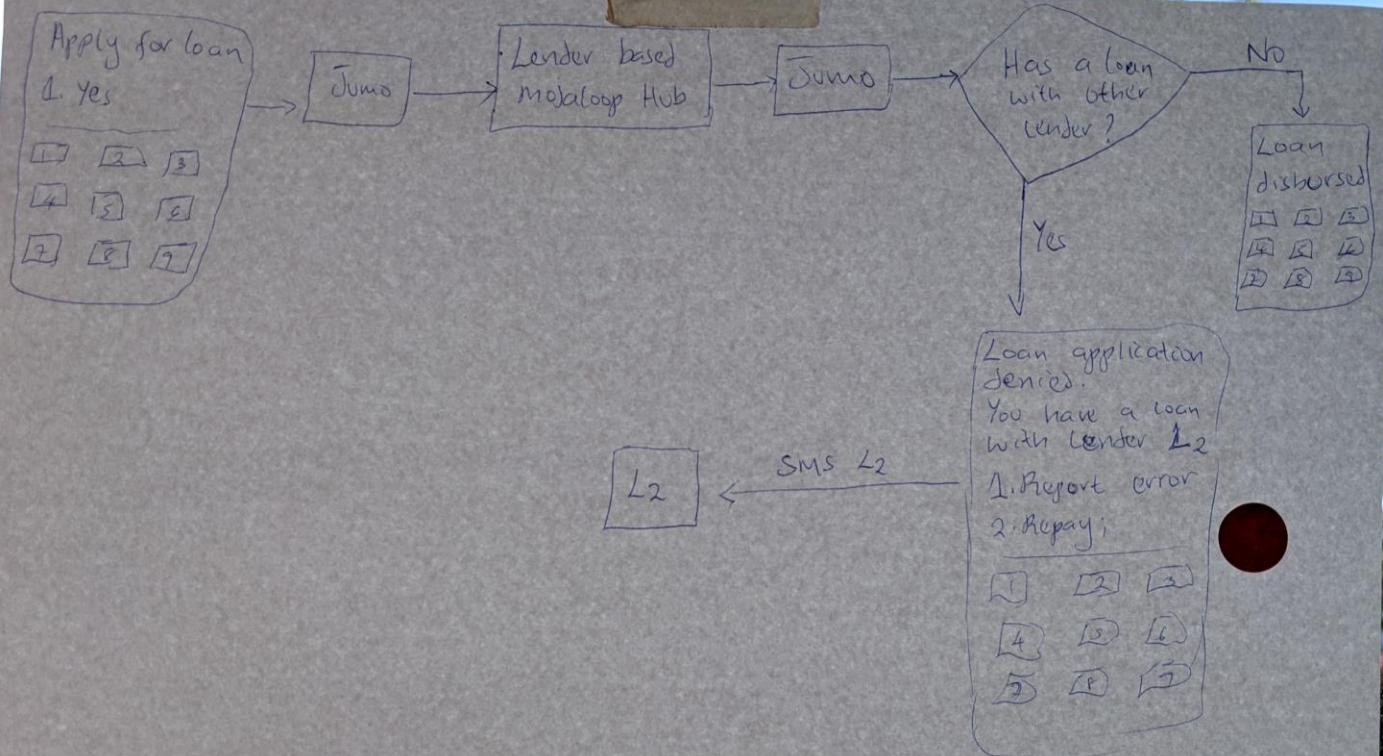 Apply for loan
1. Yes
1 2 3
4 5 6
7 8 9
Jumo
Lender based
Mojaloop Hub
Jumo
Has a loan
with other
lender?
No
Loan
disbursed
1 2 3
4 5 6
7 8 9
Yes
Loan application
denied.
You have a loan
with lender L2
1. Report error
2. Repay;
1 2 3
4 5 6
7 8 9
SMS L2
L2